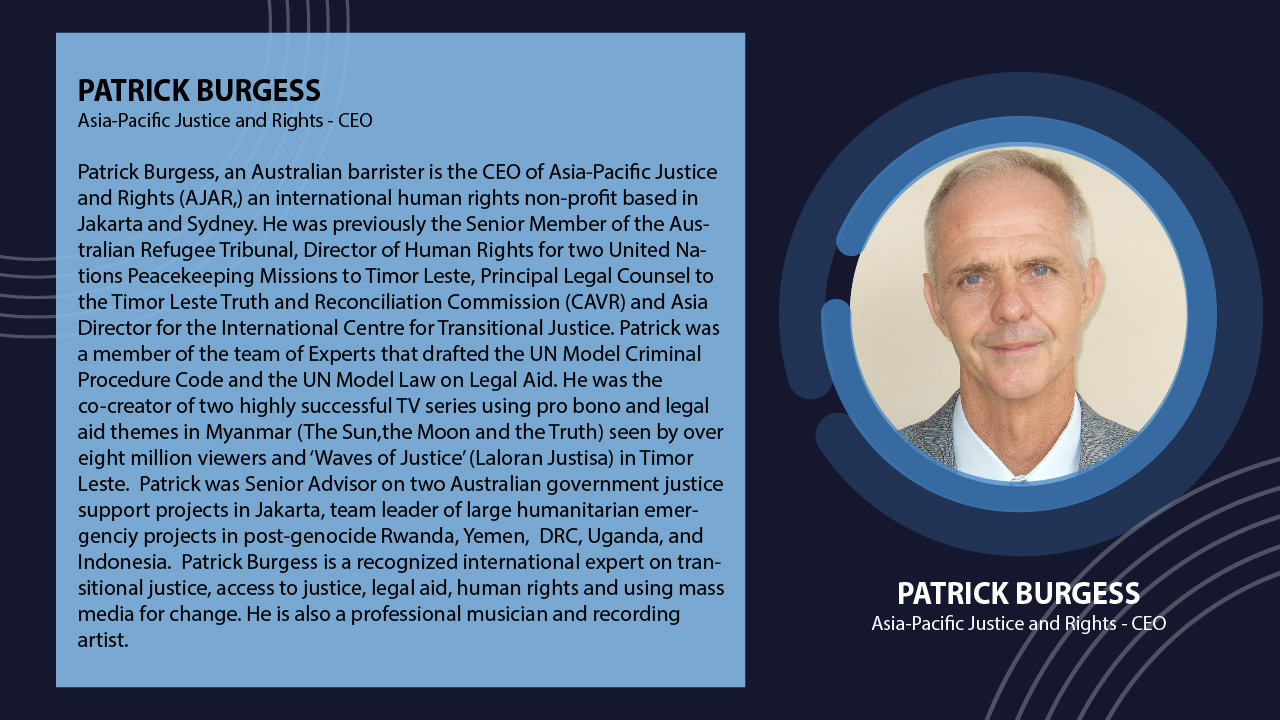 PATRICK BURGESS
Asia-Pacific Justice and Rights - CEO
Patrick Burgess, an Australian barrister is the CEO of Asia-Pacific Justice
and Rights (AJAR,) an international human rights non-profit based in
Jakarta and Sydney. He was previously the Senior Member of the Aus-
tralian Refugee Tribunal, Director of Human Rights for two United Na-
tions Peacekeeping Missions to Timor Leste, Principal Legal Counsel to
the Timor Leste Truth and Reconciliation Commission (CAVR) and Asia
Director for the International Centre for Transitional Justice. Patrick was
a member of the team of Experts that drafted the UN Model Criminal
Procedure Code and the UN Model Law on Legal Aid. He was the
co-creator of two highly successful TV series using pro bono and legal
aid themes in Myanmar (The Sun,the Moon and the Truth) seen by over
eight million viewers and ‘Waves of Justice’ (Laloran Justisa) in Timor
Leste.  Patrick was Senior Advisor on two Australian government justice
support projects in Jakarta, team leader of large humanitarian emer-
genciy projects in post-genocide Rwanda, Yemen,  DRC, Uganda, and
Indonesia.  Patrick Burgess is a recognized international expert on tran-
sitional justice, access to justice, legal aid, human rights and using mass
media for change. He is also a professional musician and recording
artist.
PATRICK BURGESS
Asia-Pacific Justice and Rights - CEO